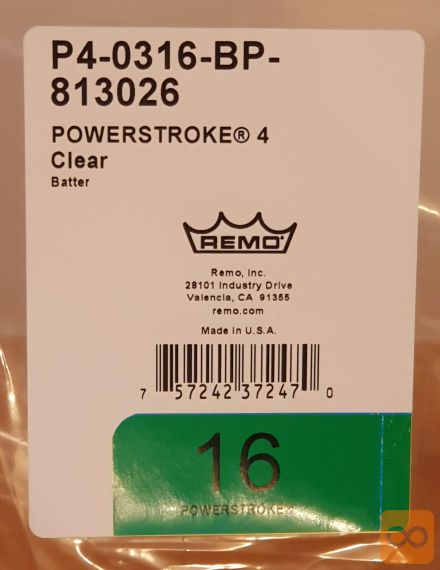 P4-0316-BP-
813026
POWERSTROKE® 4
Clear
Batter
REMO
Remo, Inc.
28101 Industry Drive
Valencia, CA 91355
remo.com
Made In U.S.A.
7 57242 37247 0
16
POWERSTROKE®